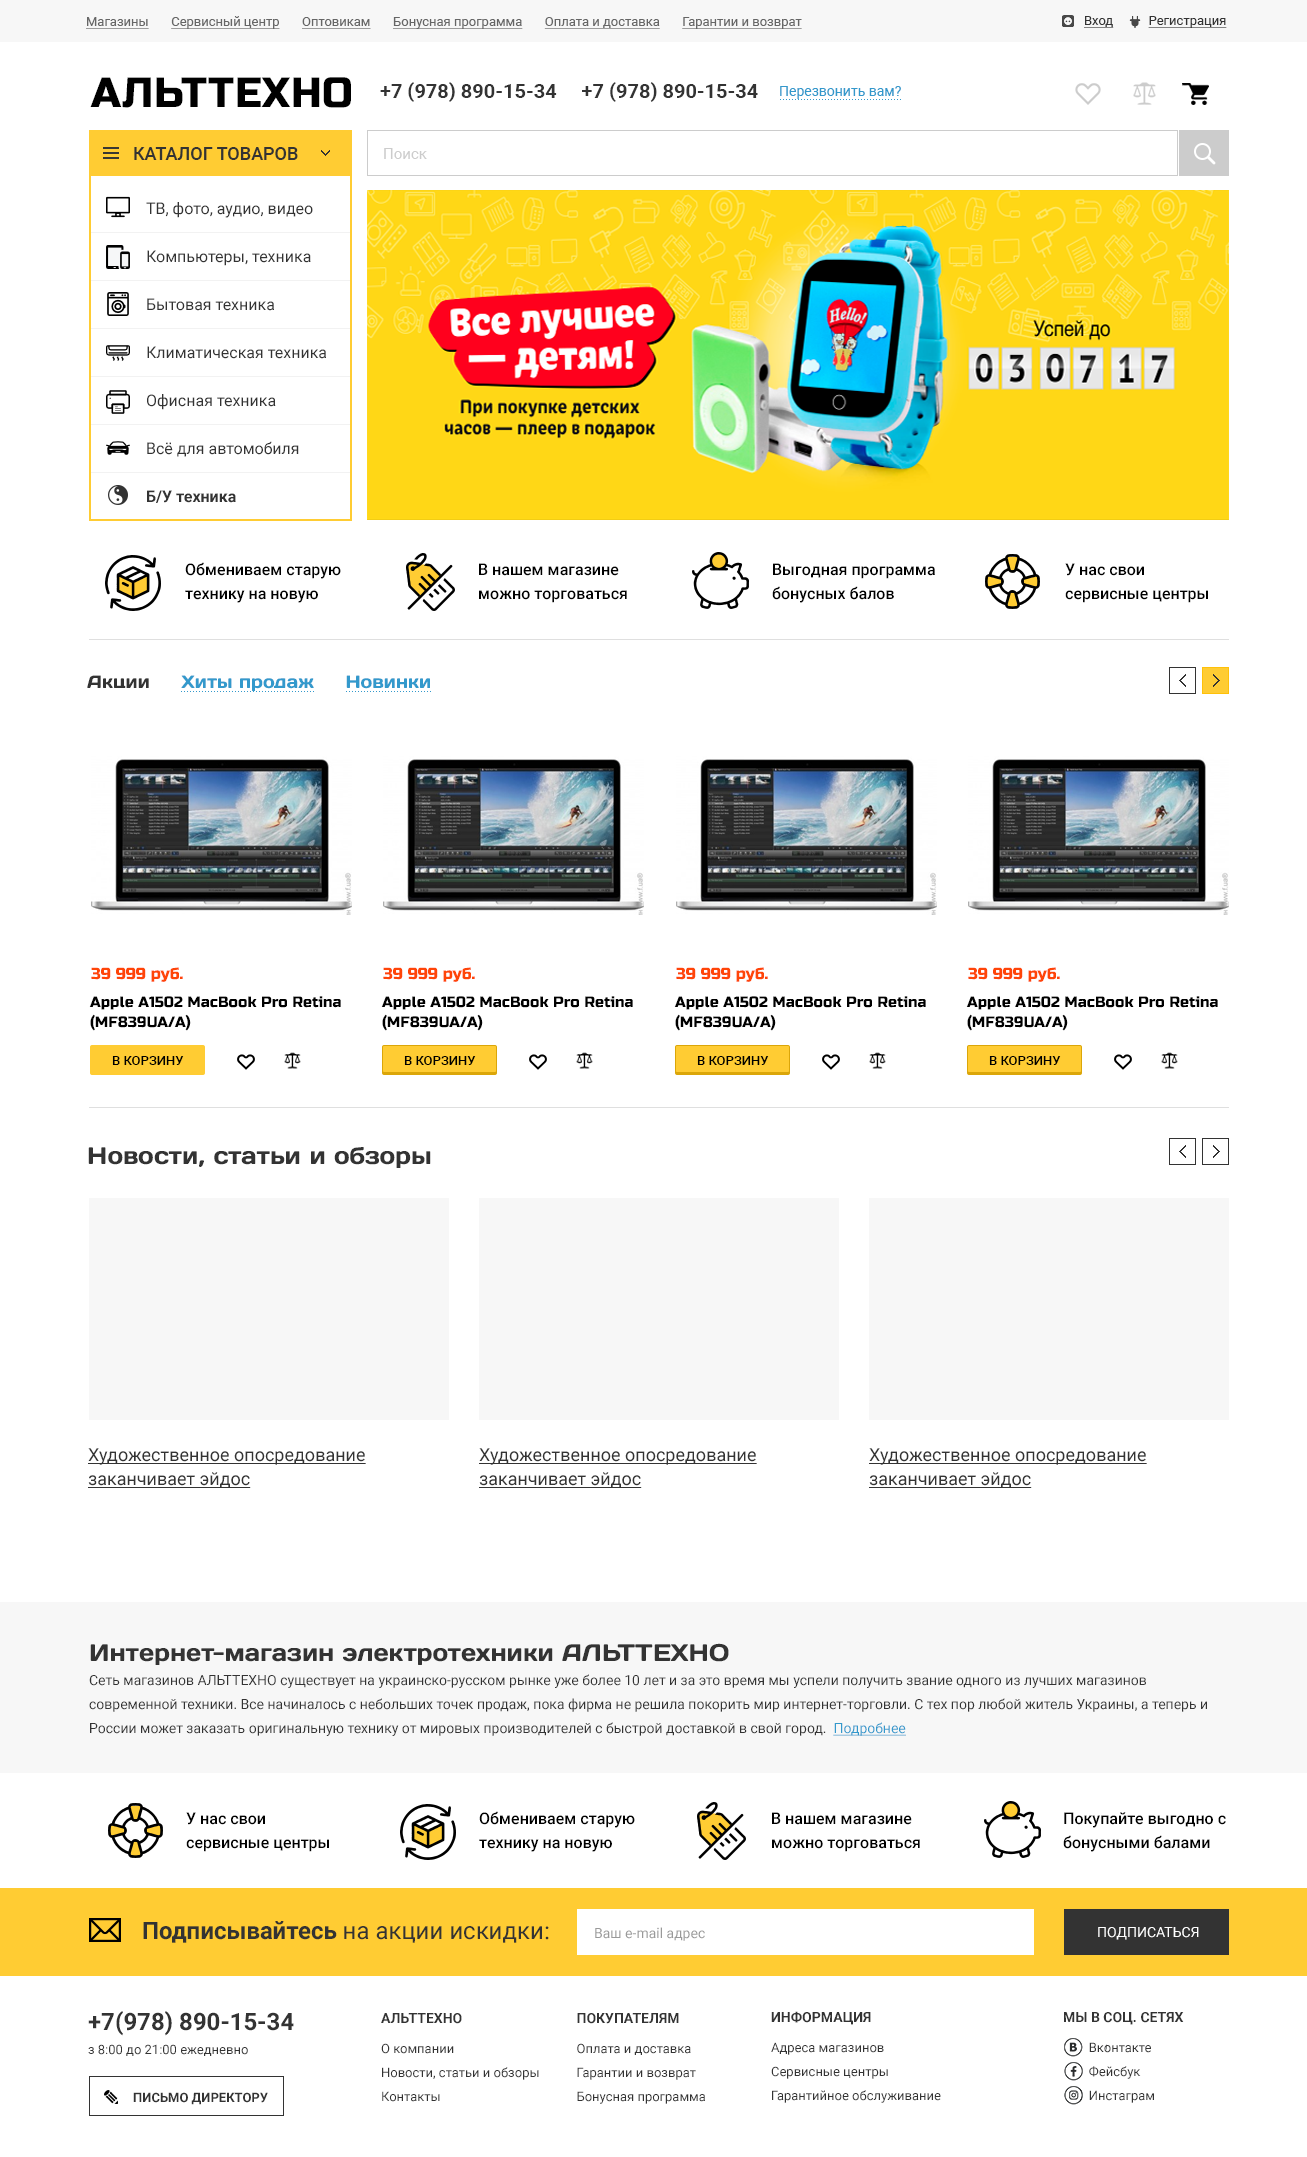 Магазины Сервисный центр Оптовикам Бонусная программа Оплата и доставка Гарантии и возврат Вход Регистрация
АЛЬТТЕХНО +7 (978) 890-15-34 +7 (978) 890-15-34 Перезвонить вам?
КАТАЛОГ ТОВАРОВ
Поиск
ТВ, фото, аудио, видео
Компьютеры, техника
Бытовая техника
Климатическая техника
Офисная техника
Всё для автомобиля
Б/У техника
Все лучшее
— детям!
При покупке детских
часов — плеер в подарок
Hello!
Успей до
03 07 17
Обмениваем старую
технику на новую
В нашем магазине
можно торговаться
Выгодная программа
бонусных балов
У нас свои
сервисные центры
Акции Хиты продаж Новинки
39 999 руб.
Apple A1502 MacBook Pro Retina
(MF839UA/A)
В КОРЗИНУ
39 999 руб.
Apple A1502 MacBook Pro Retina
(MF839UA/A)
В КОРЗИНУ
39 999 руб.
Apple A1502 MacBook Pro Retina
(MF839UA/A)
В КОРЗИНУ
39 999 руб.
Apple A1502 MacBook Pro Retina
(MF839UA/A)
В КОРЗИНУ
Новости, статьи и обзоры
Художественное опосредование
заканчивает эйдос
Художественное опосредование
заканчивает эйдос
Художественное опосредование
заканчивает эйдос
Интернет-магазин электротехники АЛЬТТЕХНО
Сеть магазинов АЛЬТТЕХНО существует на украинско-русском рынке уже более 10 лет и за это время мы успели получить звание одного из лучших магазинов
современной техники. Все начиналось с небольших точек продаж, пока фирма не решила покорить мир интернет-торговли. С тех пор любой житель Украины, а теперь и
России может заказать оригинальную технику от мировых производителей с быстрой доставкой в свой город. Подробнее
У нас свои
сервисные центры
Обмениваем старую
технику на новую
В нашем магазине
можно торговаться
Покупайте выгодно с
бонусными балами
Подписывайтесь на акции искидки:
Ваш e-mail адрес
ПОДПИСАТЬСЯ
+7(978) 890-15-34
з 8:00 до 21:00 ежедневно
ПИСЬМО ДИРЕКТОРУ
АЛЬТТЕХНО
О компании
Новости, статьи и обзоры
Контакты
ПОКУПАТЕЛЯМ
Оплата и доставка
Гарантии и возврат
Бонусная программа
ИНФОРМАЦИЯ
Адреса магазинов
Сервисные центры
Гарантийное обслуживание
МЫ В СОЦ. СЕТЯХ
Вконтакте
Фейсбук
Инстаграм